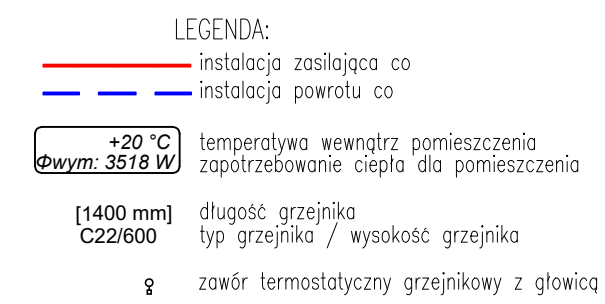 LEGENDA:
instalacja zasilająca co
instalacja powrotu co
+20 °C temperatywa wewnątrz pomieszczenia
Φwym: 3518 W zapotrzebowanie ciepła dla pomieszczenia
[1400 mm] długość grzejnika
C22/600 typ grzejnika / wysokość grzejnika
zawór termostatyczny grzejnikowy z głowicą